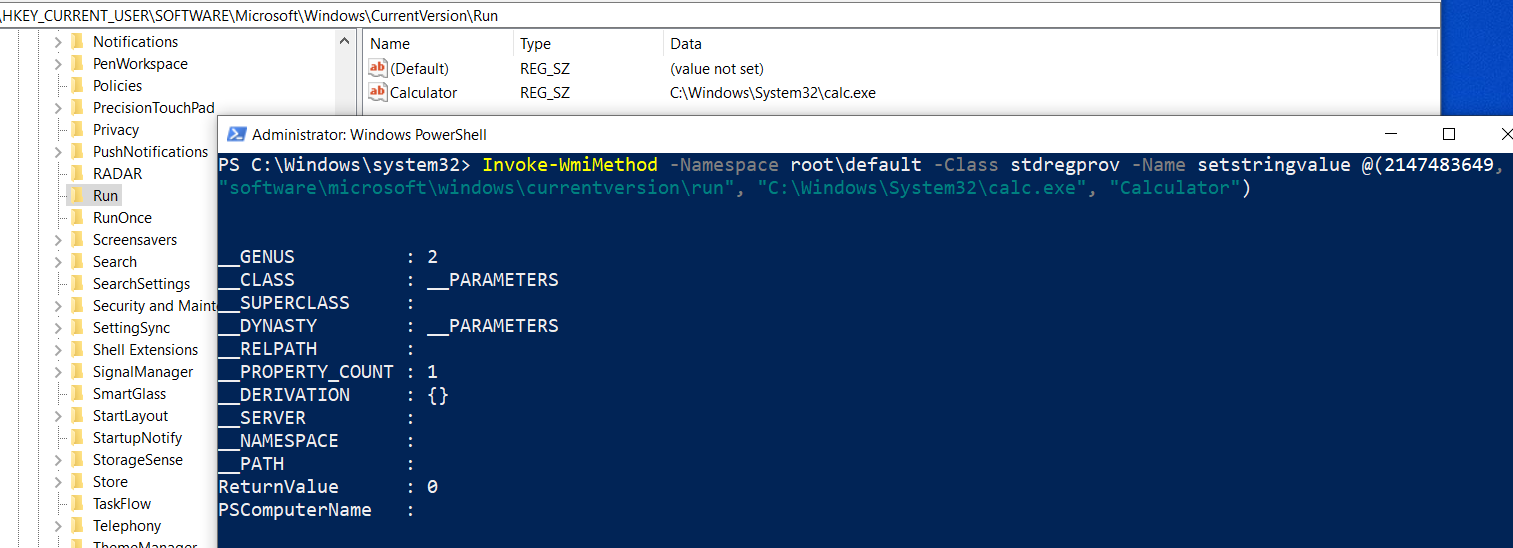 \HKEY_CURRENT_USER\SOFTWARE\Microsoft\Windows\CurrentVersion\Run
Notifications
PenWorkspace
Policies
PrecisionTouchPad
Privacy
PushNotifications
RADAR
Run
RunOnce
Screensavers
Search
SearchSettings
Security and Maint
SettingSync
Shell Extensions
SignalManager
SmartGlass
StartLayout
StartupNotify
StorageSense
Store
TaskFlow
Telephony
ThemeManager
Name Type Data
ab (Default) REG_SZ (value not set)
ab Calculator REG_SZ C:\Windows\System32\calc.exe
Administrator: Windows PowerShell
PS C:\Windows\system32> Invoke-WmiMethod -Namespace root\default -Class stdregprov -Name setstringvalue @(2147483649,
"software\microsoft\windows\currentversion\run", "C:\Windows\System32\calc.exe", "Calculator")
__GENUS : 2
__CLASS : __PARAMETERS
__SUPERCLASS :
__DYNASTY : __PARAMETERS
__RELPATH :
__PROPERTY_COUNT : 1
__DERIVATION : {}
__SERVER :
__NAMESPACE :
__PATH :
ReturnValue : 0
PSComputerName :